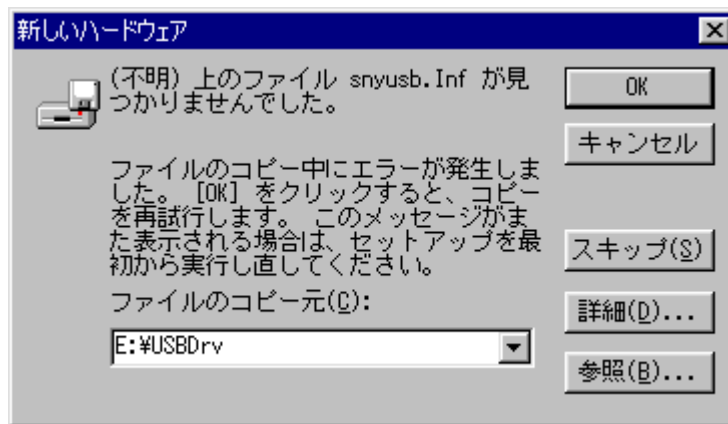 新しいハードウェア
(不明) 上のファイル snyusb.Inf が見
つかりませんでした。
ファイルのコピー中にエラーが発生しま
した。 [OK] をクリックすると、コピー
を再試行します。 このメッセージがま
た表示される場合は、セットアップを最
初から実行し直してください。
ファイルのコピー元(C):
E:¥USBDrv
OK
キャンセル
スキップ(S)
詳細(D)...
参照(B)...